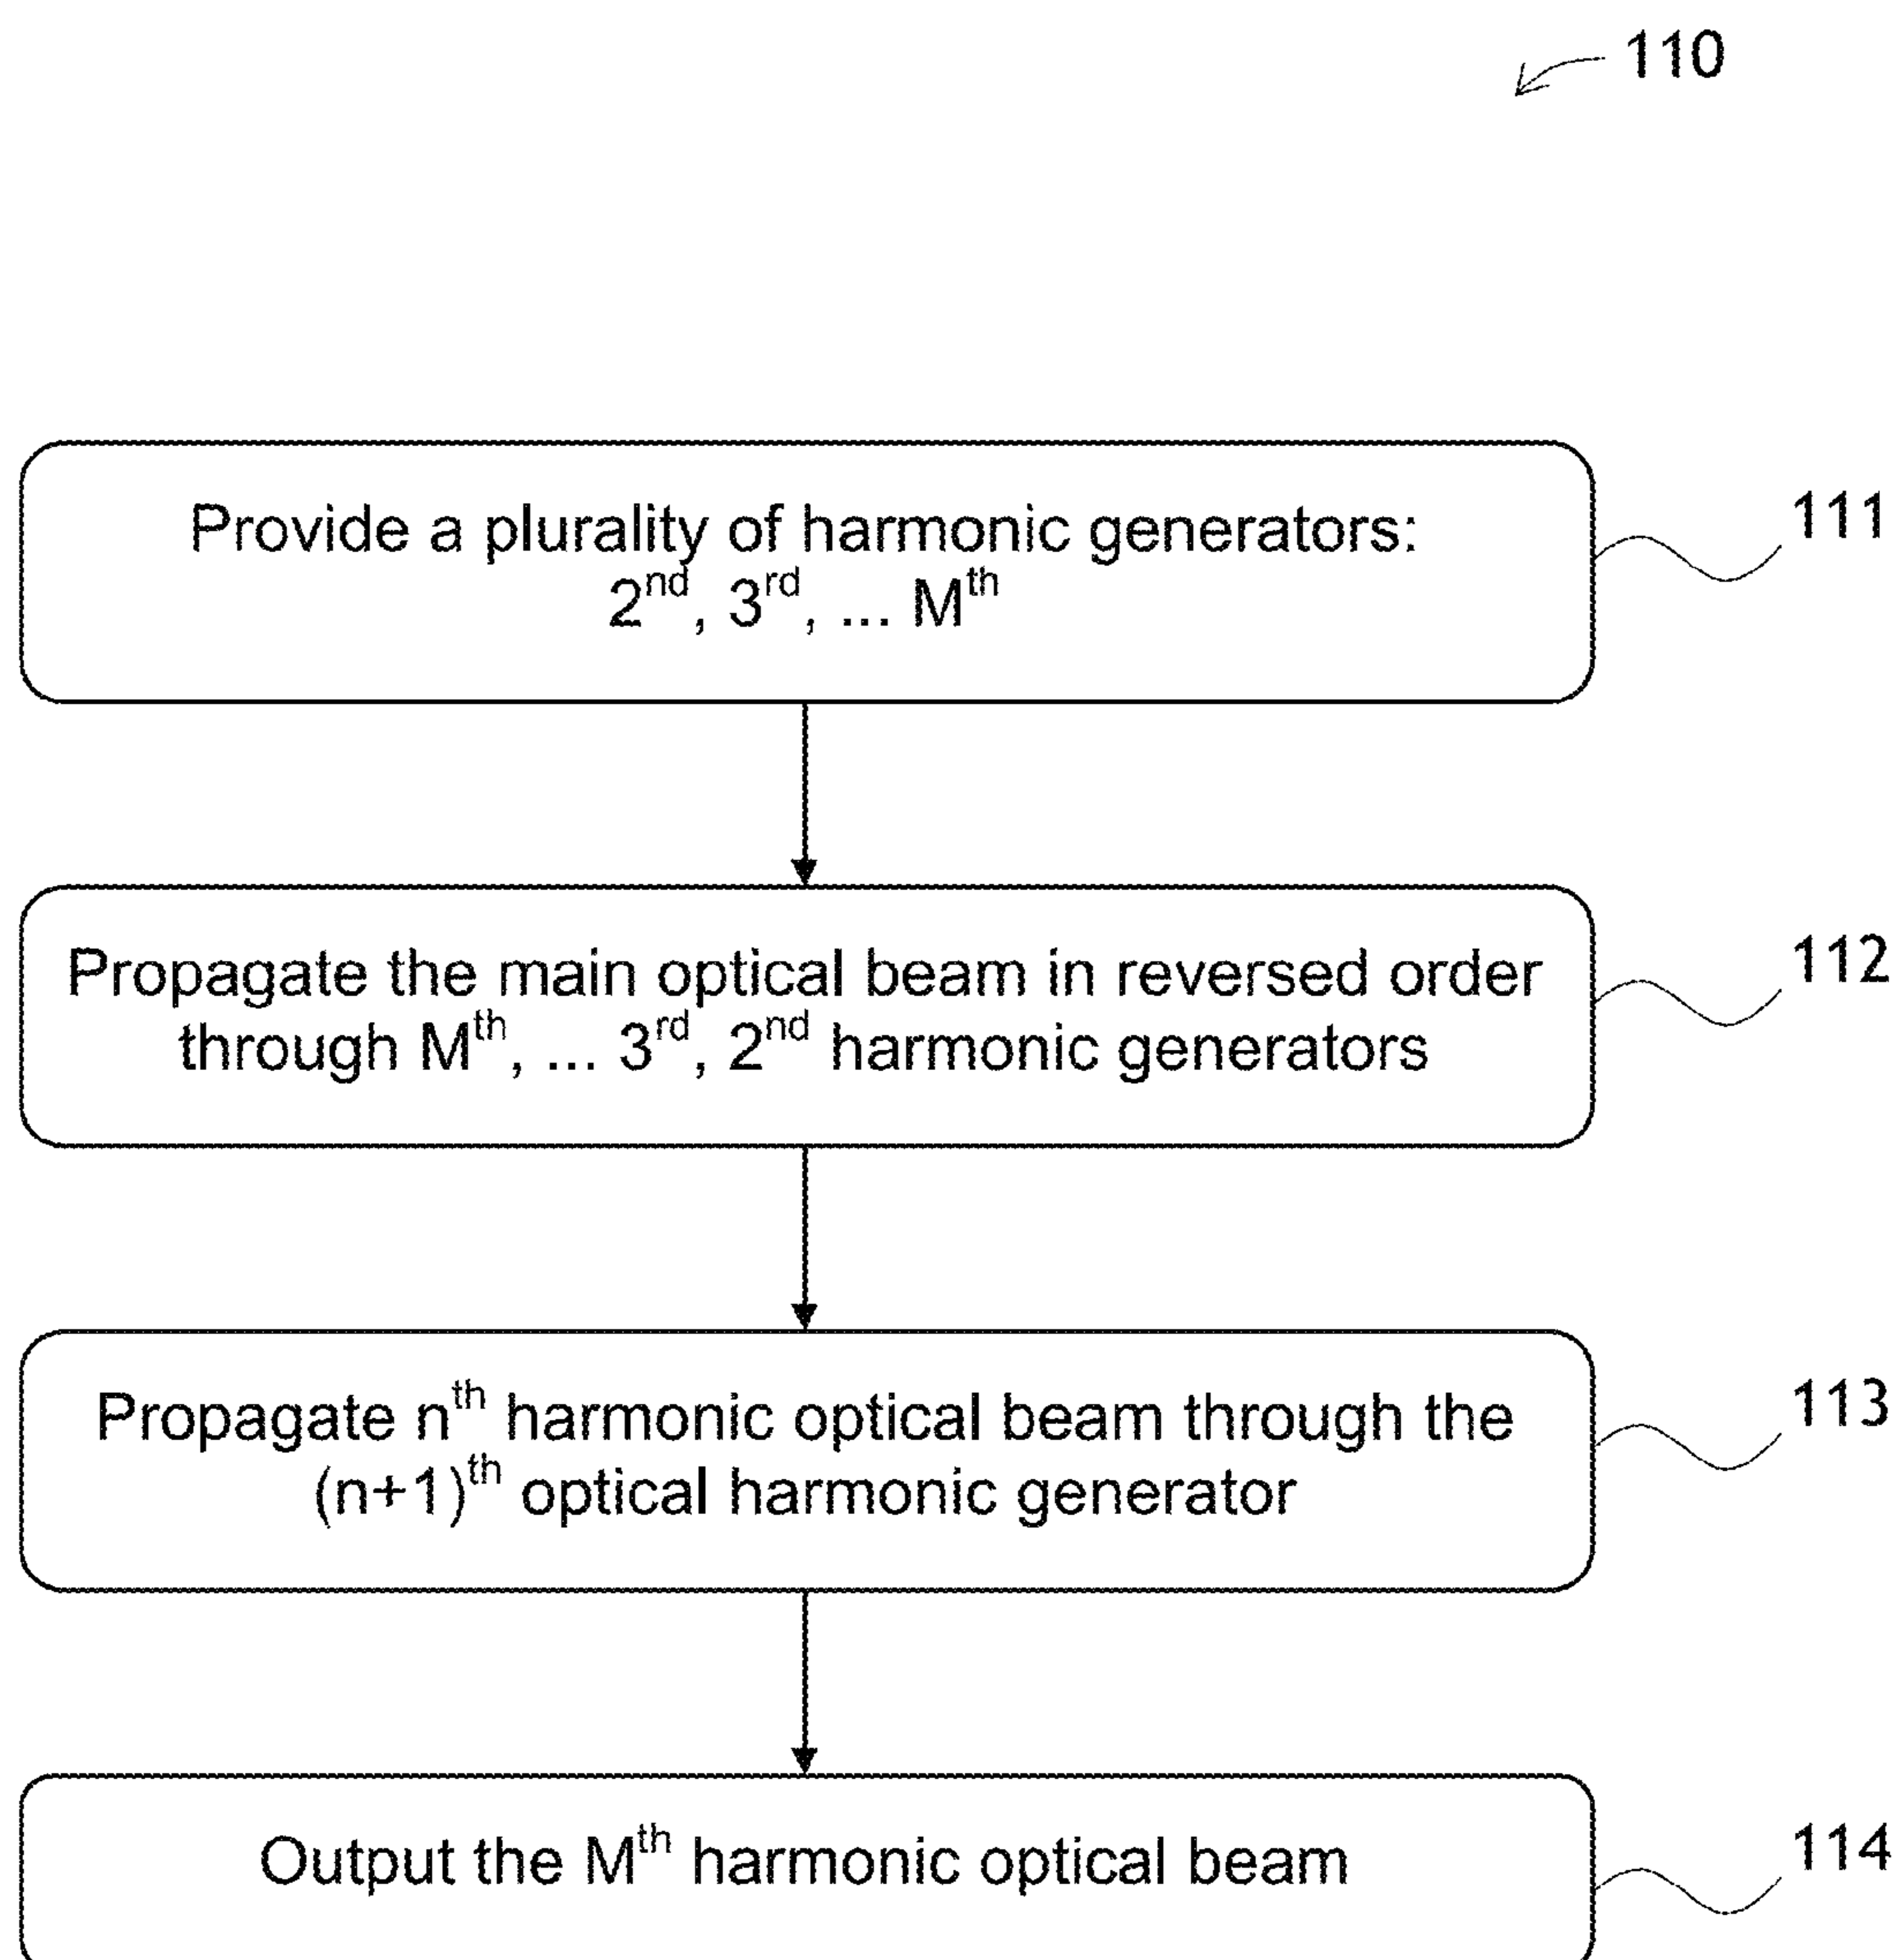 110
Provide a plurality of harmonic generators:
2nd, 3rd, ... Mth
111
Propagate the main optical beam in reversed order
through Mth, ... 3rd, 2nd harmonic generators
112
Propagate nth harmonic optical beam through the
(n+1)th optical harmonic generator
113
Output the Mth harmonic optical beam
114